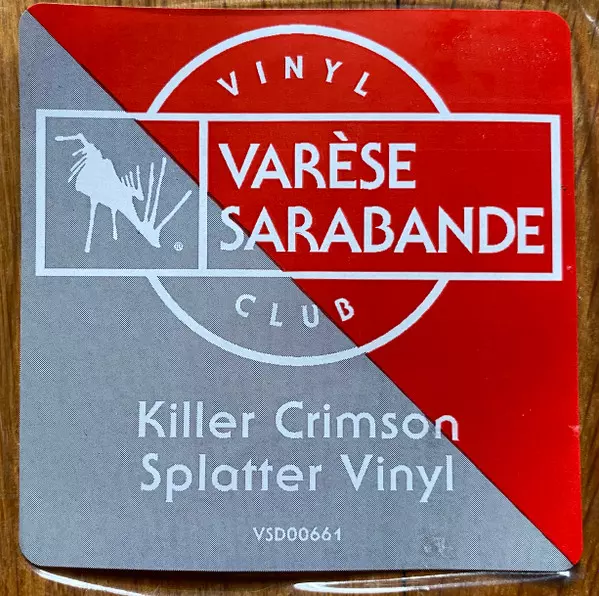 VINYL
VARÈSE
SARABANDE
®
CLUB
Killer Crimson
Splatter Vinyl
VSD00661